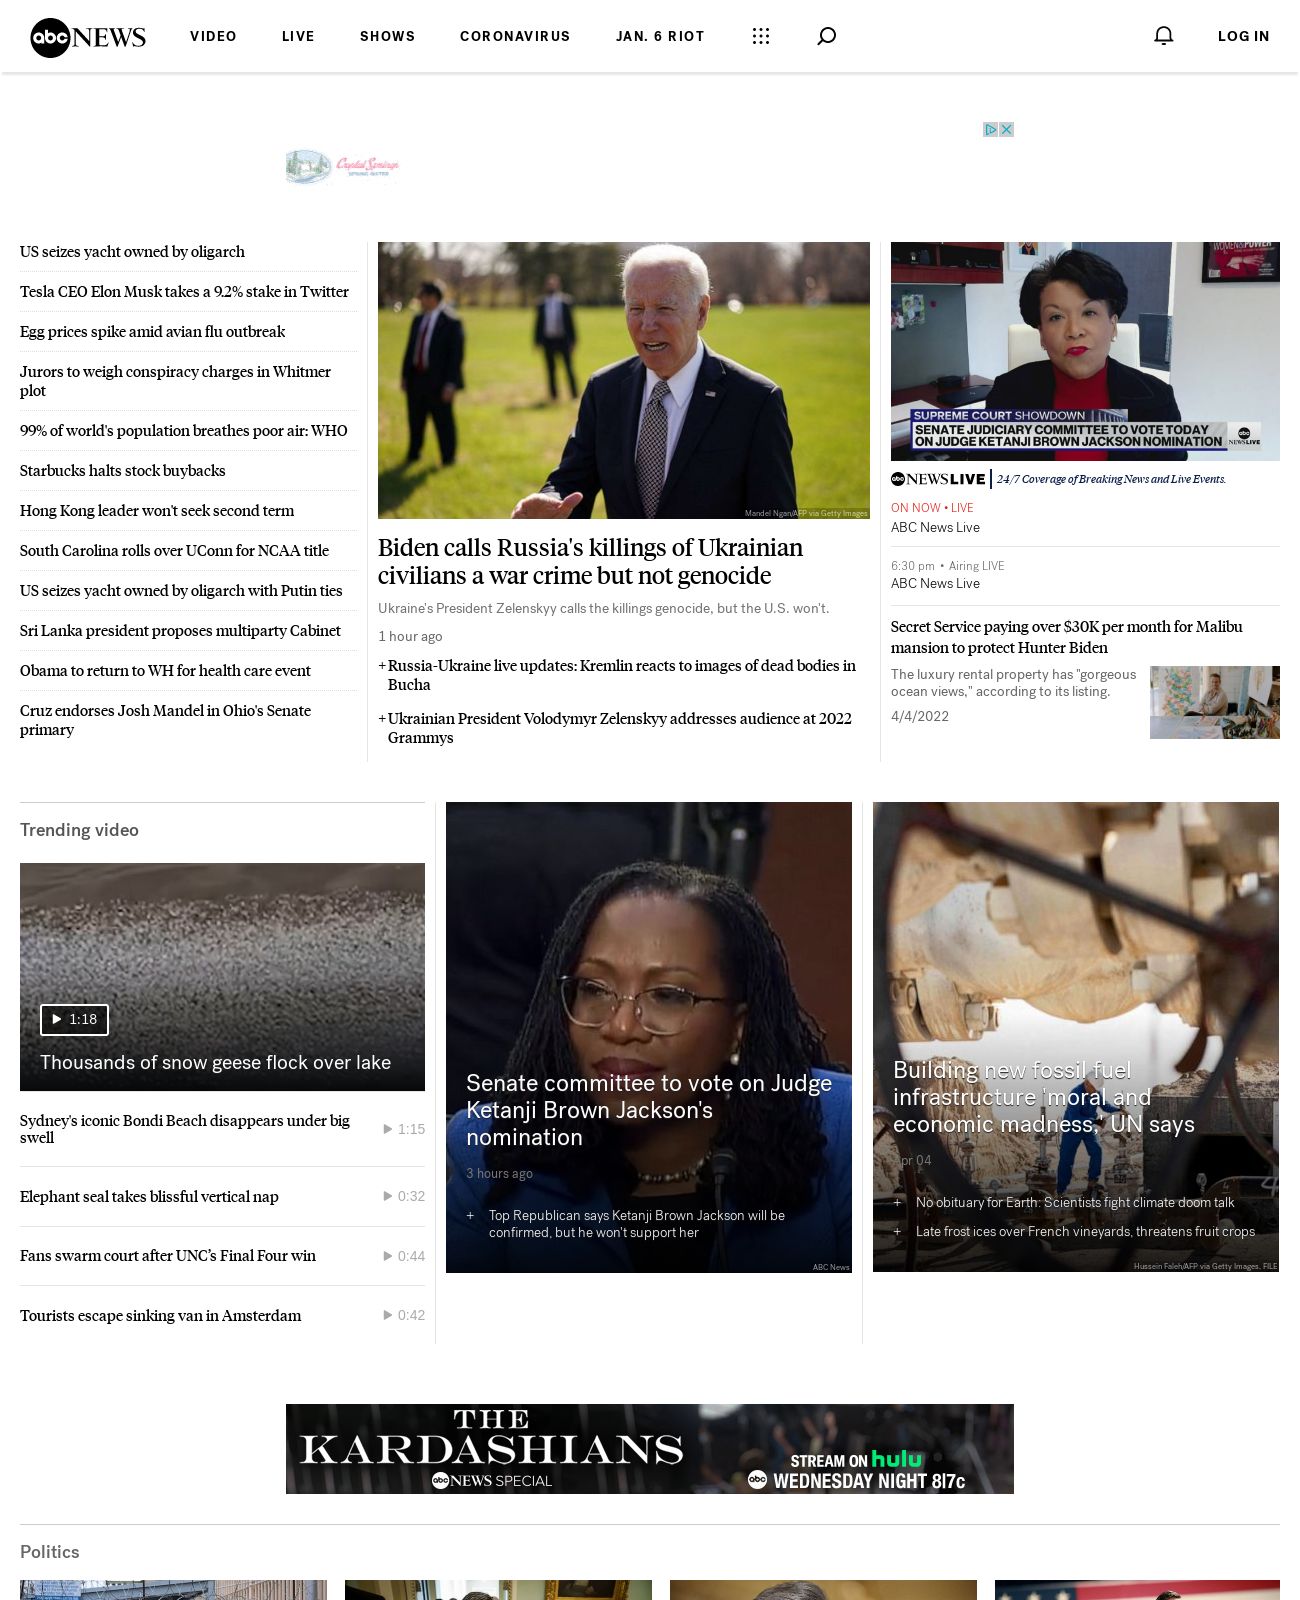 abc NEWS
VIDEO
LIVE
SHOWS
CORONAVIRUS
JAN. 6 RIOT
LOG IN
Crystal Springs
SPRING WATER
US seizes yacht owned by oligarch
Tesla CEO Elon Musk takes a 9.2% stake in Twitter
Egg prices spike amid avian flu outbreak
Jurors to weigh conspiracy charges in Whitmer
plot
99% of world's population breathes poor air: WHO
Starbucks halts stock buybacks
Hong Kong leader won't seek second term
South Carolina rolls over UConn for NCAA title
US seizes yacht owned by oligarch with Putin ties
Sri Lanka president proposes multiparty Cabinet
Obama to return to WH for health care event
Cruz endorses Josh Mandel in Ohio's Senate
primary
Mandel Ngan/AFP via Getty Images
Biden calls Russia's killings of Ukrainian
civilians a war crime but not genocide
Ukraine's President Zelenskyy calls the killings genocide, but the U.S. won't.
1 hour ago
+ Russia-Ukraine live updates: Kremlin reacts to images of dead bodies in
Bucha
+ Ukrainian President Volodymyr Zelenskyy addresses audience at 2022
Grammys
SUPREME COURT SHOWDOWN
SENATE JUDICIARY COMMITTEE TO VOTE TODAY
ON JUDGE KETANJI BROWN JACKSON NOMINATION
abc NEWS LIVE
abc NEWS LIVE | 24/7 Coverage of Breaking News and Live Events.
ON NOW • LIVE
ABC News Live
6:30 pm • Airing LIVE
ABC News Live
Secret Service paying over $30K per month for Malibu
mansion to protect Hunter Biden
The luxury rental property has "gorgeous
ocean views," according to its listing.
4/4/2022
Trending video
1:18
Thousands of snow geese flock over lake
Sydney's iconic Bondi Beach disappears under big
swell
1:15
Elephant seal takes blissful vertical nap
0:32
Fans swarm court after UNC’s Final Four win
0:44
Tourists escape sinking van in Amsterdam
0:42
Senate committee to vote on Judge
Ketanji Brown Jackson's
nomination
3 hours ago
+ Top Republican says Ketanji Brown Jackson will be
confirmed, but he won't support her
ABC News
Building new fossil fuel
infrastructure 'moral and
economic madness,' UN says
Apr 04
+ No obituary for Earth: Scientists fight climate doom talk
+ Late frost ices over French vineyards, threatens fruit crops
Hussein Faleh/AFP via Getty Images, FILE
THE
KARDASHIANS
abc NEWS SPECIAL
STREAM ON hulu
abc WEDNESDAY NIGHT 8|7c
Politics